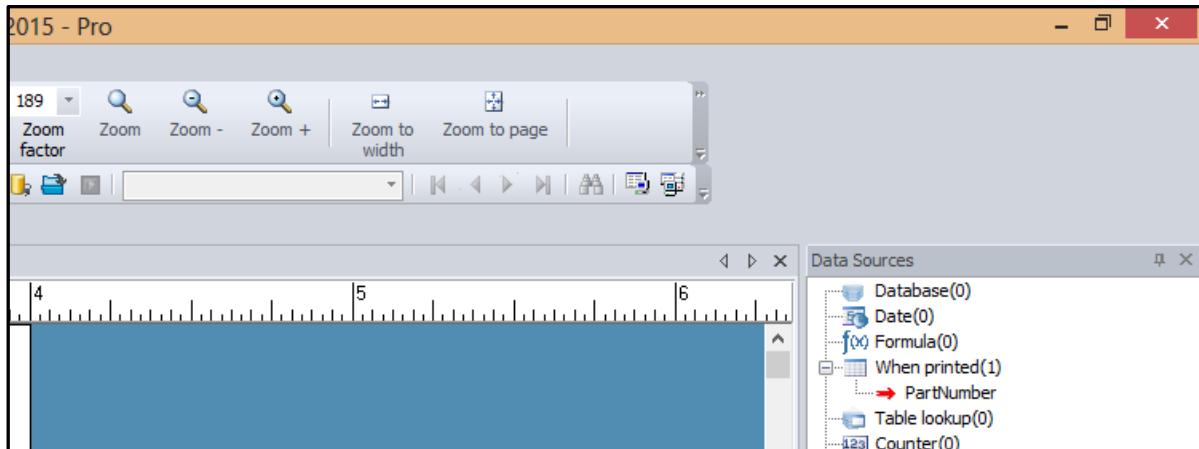 2015 - Pro
189
Zoom factor
Zoom
Zoom -
Zoom +
Zoom to width
Zoom to page
Data Sources
4
5
6
Database(0)
Date(0)
f(x) Formula(0)
When printed(1)
PartNumber
Table lookup(0)
123 Counter(0)